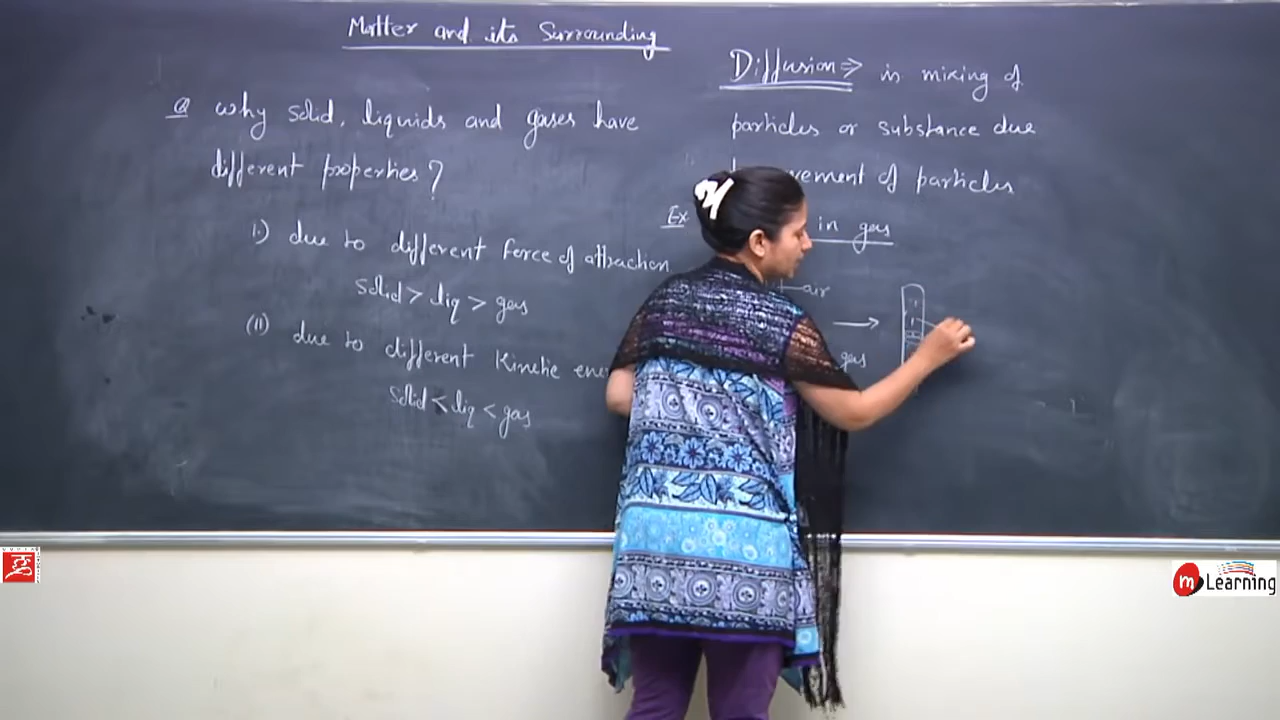 Matter and its Surrounding
Q why solid, liquids and gases have
different properties?
i.) due to different force of attraction
solid > liq > gas
(ii) due to different Kinetic ene
solid < liq < gas
Diffusion ⇒ is mixing of
particles or substance due
vement of particles
Ex in gas
air
gas
m Learning